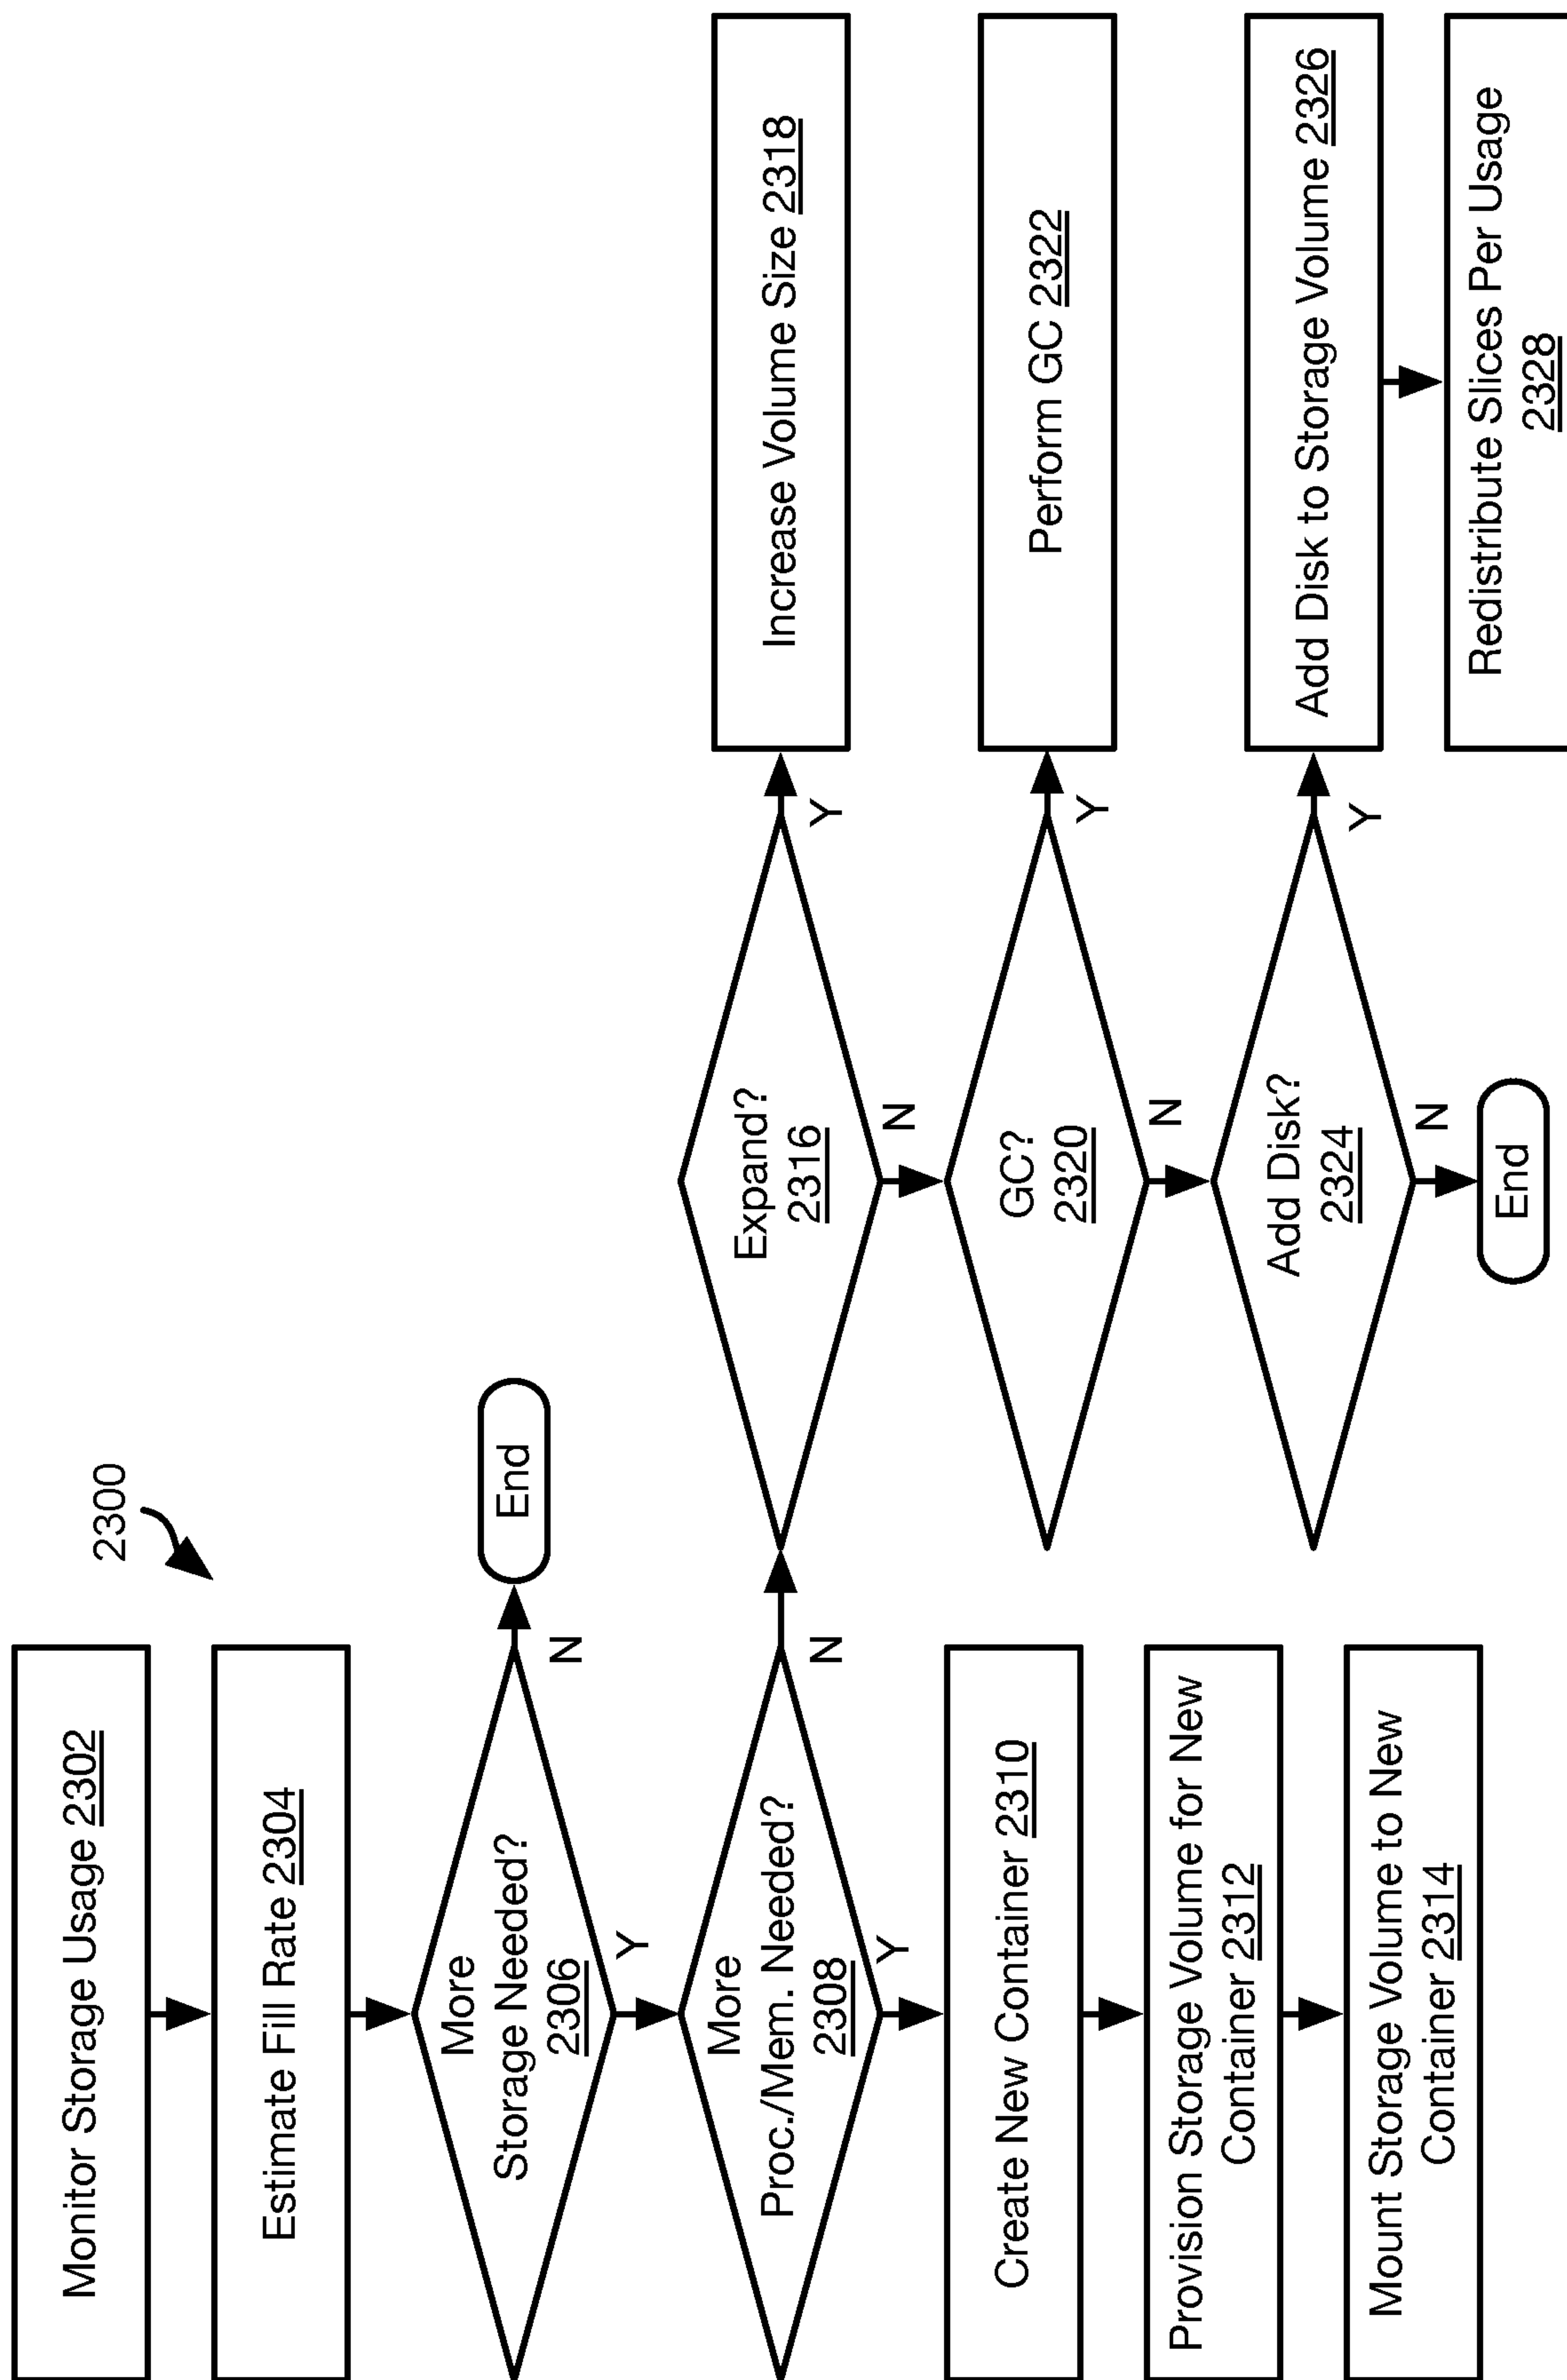 2300
Monitor Storage Usage 2302
Estimate Fill Rate 2304
More
Storage Needed?
2306
N
End
Y
More
Proc./Mem. Needed?
2308
N
Y
Create New Container 2310
Provision Storage Volume for New
Container 2312
Mount Storage Volume to New
Container 2314
Expand?
2316
Y
Increase Volume Size 2318
N
GC?
2320
Y
Perform GC 2322
N
Add Disk?
2324
Y
Add Disk to Storage Volume 2326
N
End
Redistribute Slices Per Usage
2328